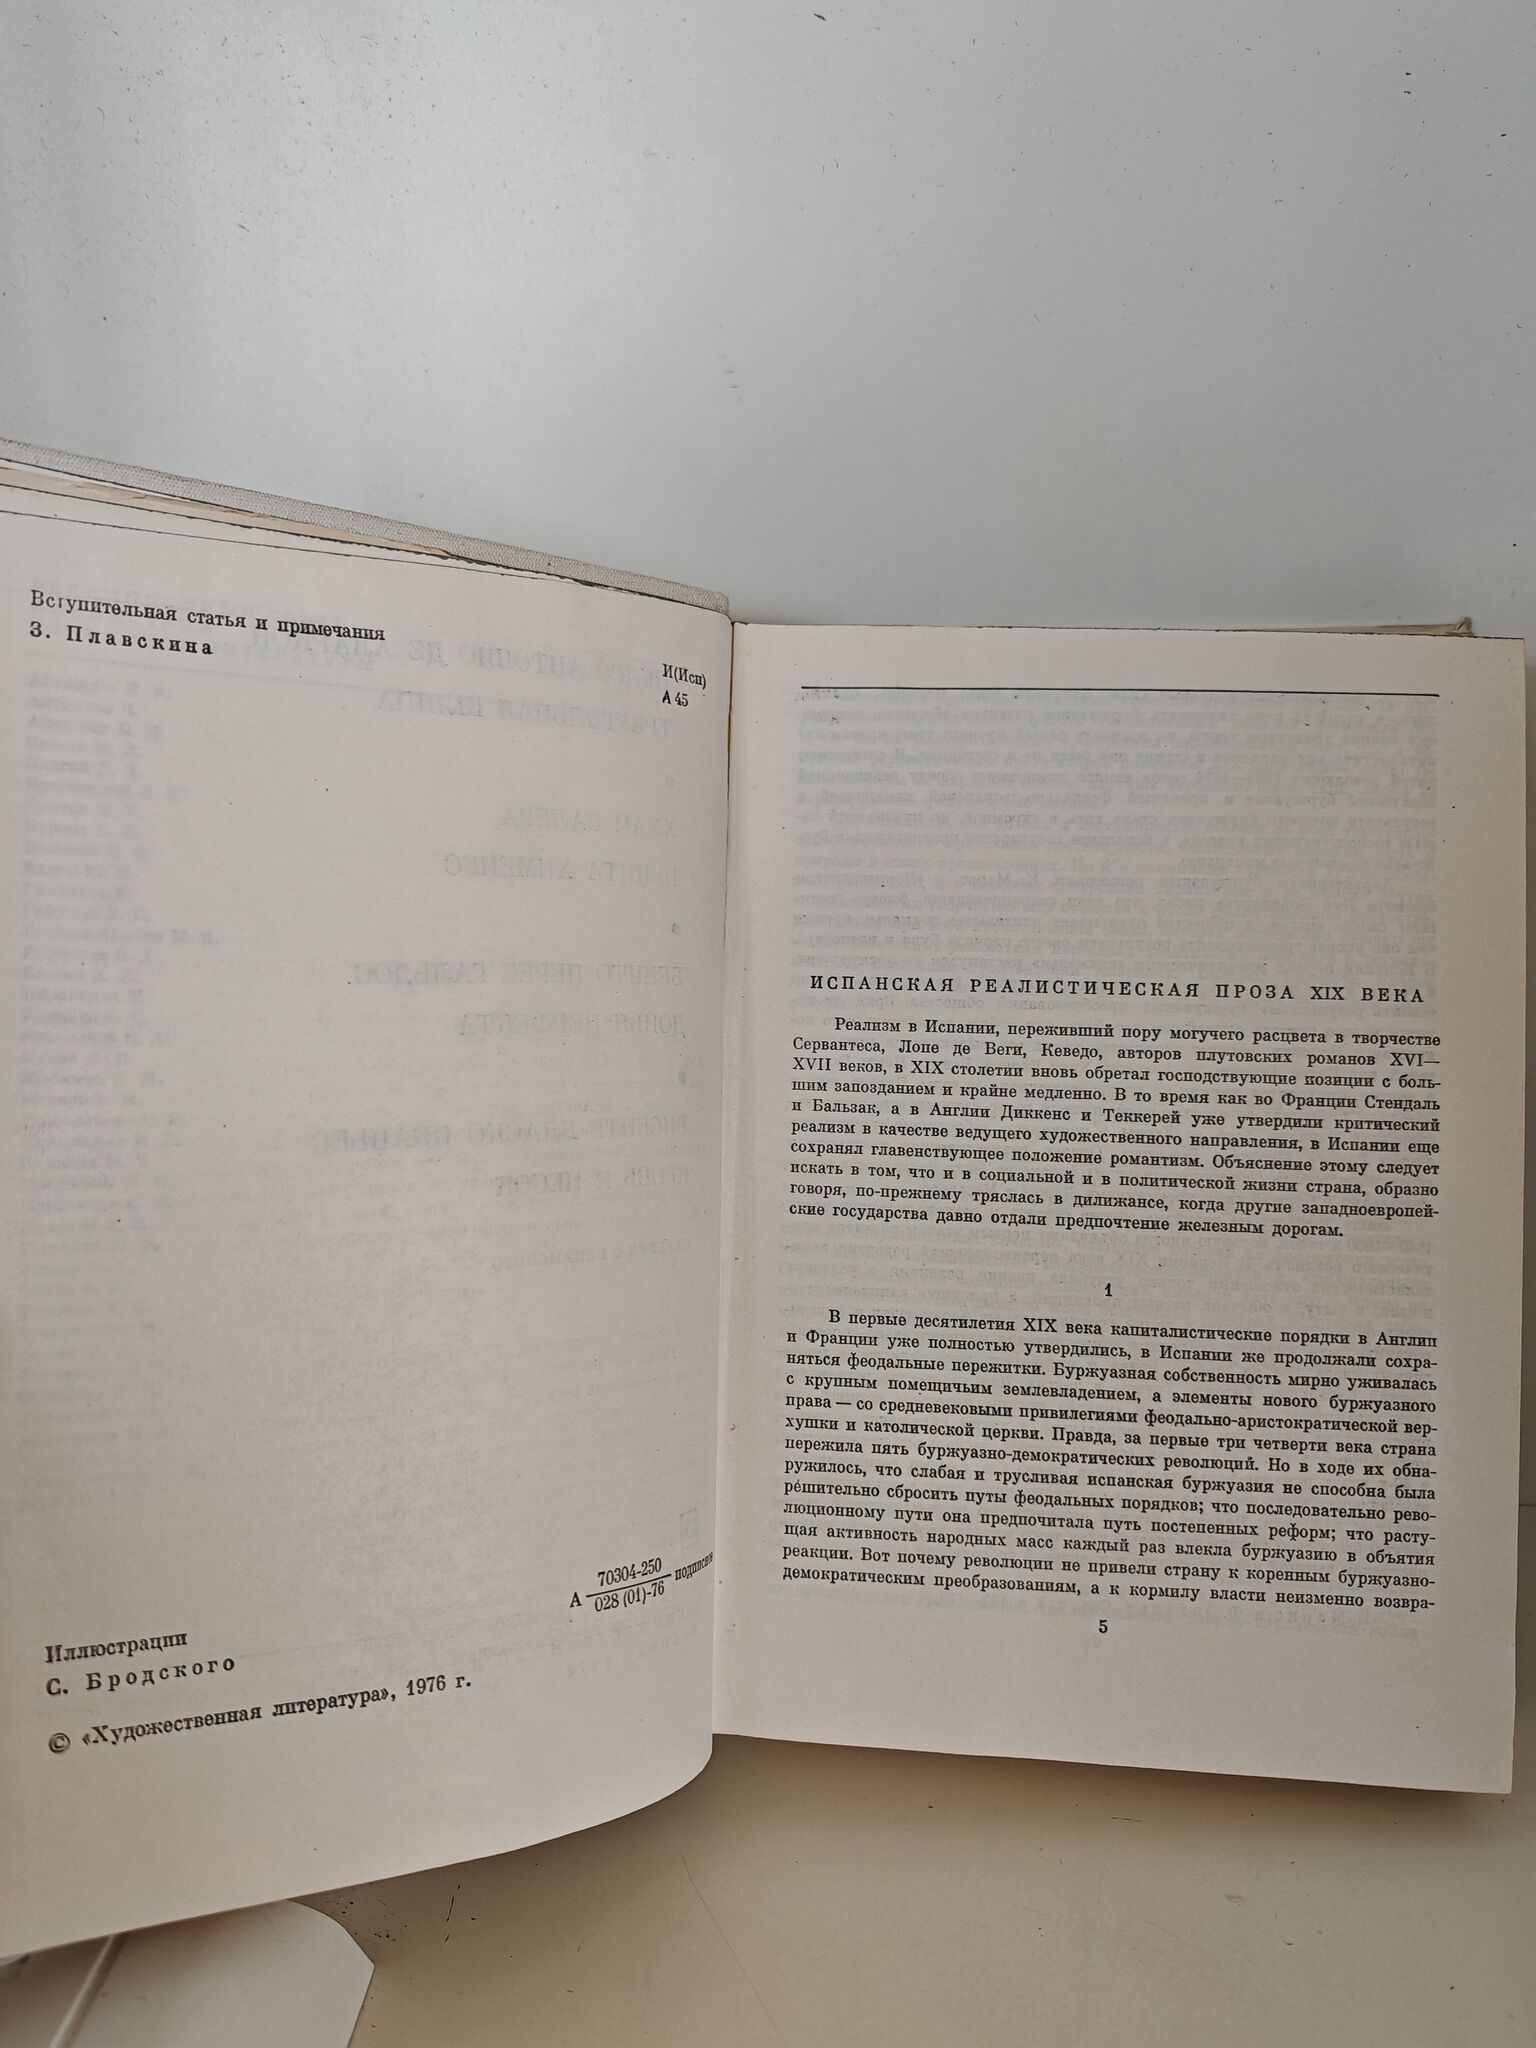 Вступительная статья и примечания
З. Плавскина
И(Исп)
А 45
А 70304-250
028 (01)-76 подписное
Иллюстрации
С. Бродского
© «Художественная литература», 1976 г.
ИСПАНСКАЯ РЕАЛИСТИЧЕСКАЯ ПРОЗА XIX ВЕКА
Реализм в Испании, переживший пору могучего расцвета в творчестве
Сервантеса, Лопе де Веги, Кеведо, авторов плутовских романов XVI—
XVII веков, в XIX столетии вновь обретал господствующие позиции с боль-
шим запозданием и крайне медленно. В то время как во Франции Стендаль
и Бальзак, а в Англии Диккенс и Теккерей уже утвердили критический
реализм в качестве ведущего художественного направления, в Испании еще
сохранял главенствующее положение романтизм. Объяснение этому следует
искать в том, что и в социальной и в политической жизни страна, образно
говоря, по-прежнему тряслась в дилижансе, когда другие западноевропей-
ские государства давно отдали предпочтение железным дорогам.
1
В первые десятилетия XIX века капиталистические порядки в Англии
и Франции уже полностью утвердились, в Испании же продолжали сохра-
няться феодальные пережитки. Буржуазная собственность мирно уживалась
с крупным помещичьим землевладением, а элементы нового буржуазного
права — со средневековыми привилегиями феодально-аристократической вер-
хушки и католической церкви. Правда, за первые три четверти века страна
пережила пять буржуазно-демократических революций. Но в ходе их обна-
ружилось, что слабая и трусливая испанская буржуазия не способна была
решительно сбросить путы феодальных порядков; что последовательно рево-
люционному пути она предпочитала путь постепенных реформ; что расту-
щая активность народных масс каждый раз влекла буржуазию в объятия
реакции. Вот почему революции не привели страну к коренным буржуазно-
демократическим преобразованиям, а к кормилу власти неизменно возвра-
5